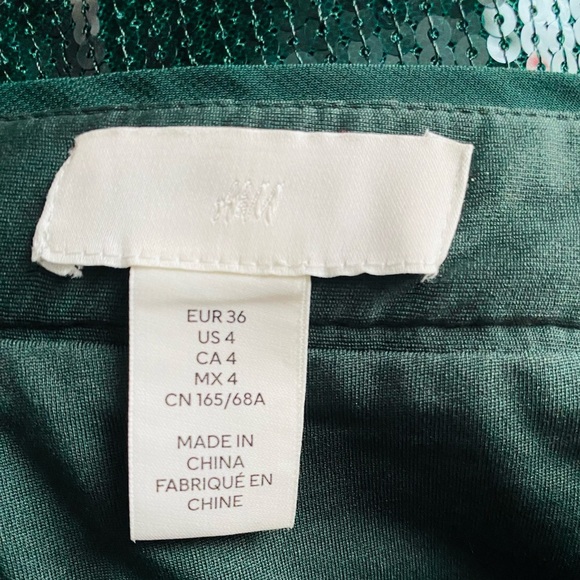 H&M
EUR 36
US 4
CA 4
MX 4
CN 165/68A
MADE IN
CHINA
FABRIQUÉ EN
CHINE